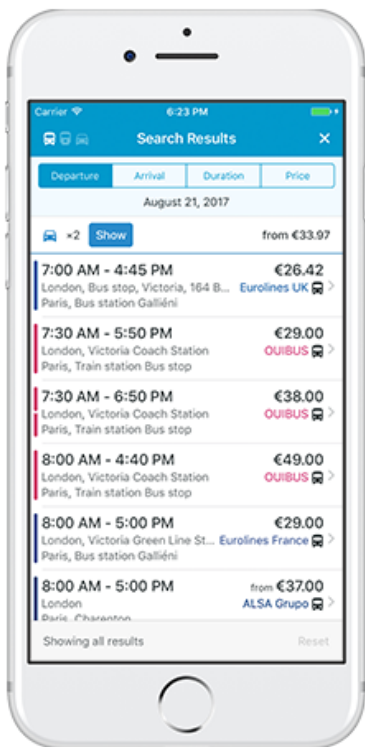 Carrier 6:23 PM
Search Results
Departure Arrival Duration Price
August 21, 2017
×2 Show from €33.97
7:00 AM - 4:45 PM €26.42
London, Bus stop, Victoria, 164 B... Eurolines UK
Paris, Bus station Galliéni
7:30 AM - 5:50 PM €29.00
London, Victoria Coach Station OUIBUS
Paris, Train station Bus stop
7:30 AM - 6:50 PM €38.00
London, Victoria Coach Station OUIBUS
Paris, Train station Bus stop
8:00 AM - 4:40 PM €49.00
London, Victoria Coach Station OUIBUS
Paris, Train station Bus stop
8:00 AM - 5:00 PM €29.00
London, Victoria Green Line St... Eurolines France
Paris, Bus station Galliéni
8:00 AM - 5:00 PM from €37.00
London ALSA Grupo
Paris, Charenton
Showing all results Reset